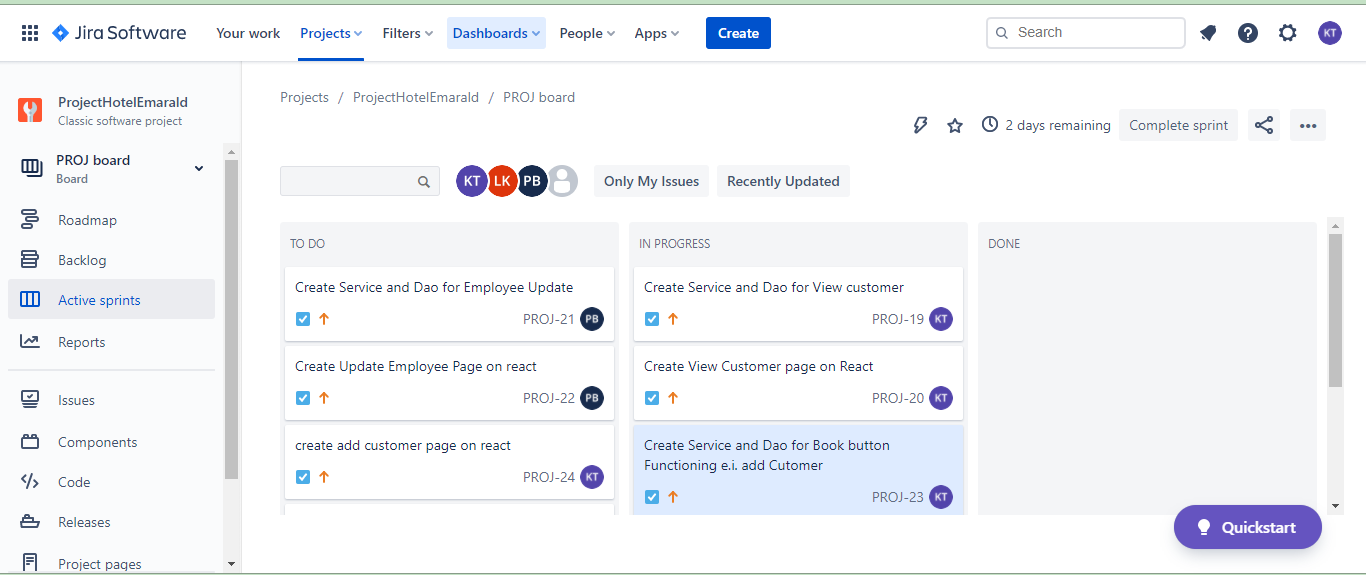 Jira Software Your work Projects Filters Dashboards People Apps Create Search KT
ProjectHotelEmarald
Classic software project
PROJ board
Board
Roadmap
Backlog
Active sprints
Reports
Issues
Components
Code
Releases
Project pages
Projects / ProjectHotelEmarald / PROJ board
2 days remaining Complete sprint
KT LK PB Only My Issues Recently Updated
TO DO
Create Service and Dao for Employee Update
PROJ-21 PB
Create Update Employee Page on react
PROJ-22 PB
create add customer page on react
PROJ-24 KT
IN PROGRESS
Create Service and Dao for View customer
PROJ-19 KT
Create View Customer page on React
PROJ-20 KT
Create Service and Dao for Book button
Functioning e.i. add Cutomer
PROJ-23 KT
DONE
Quickstart